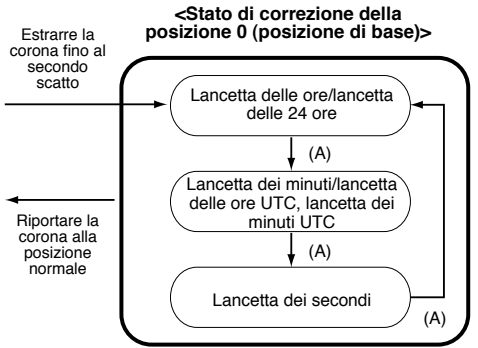 <Stato di correzione della
posizione 0 (posizione di base)>
Estrarre la
corona fino al
secondo
scatto
Lancetta delle ore/lancetta
delle 24 ore
(A)
Lancetta dei minuti/lancetta
delle ore UTC, lancetta dei
minuti UTC
Riportare la
corona alla
posizione
normale
(A)
Lancetta dei secondi
(A)